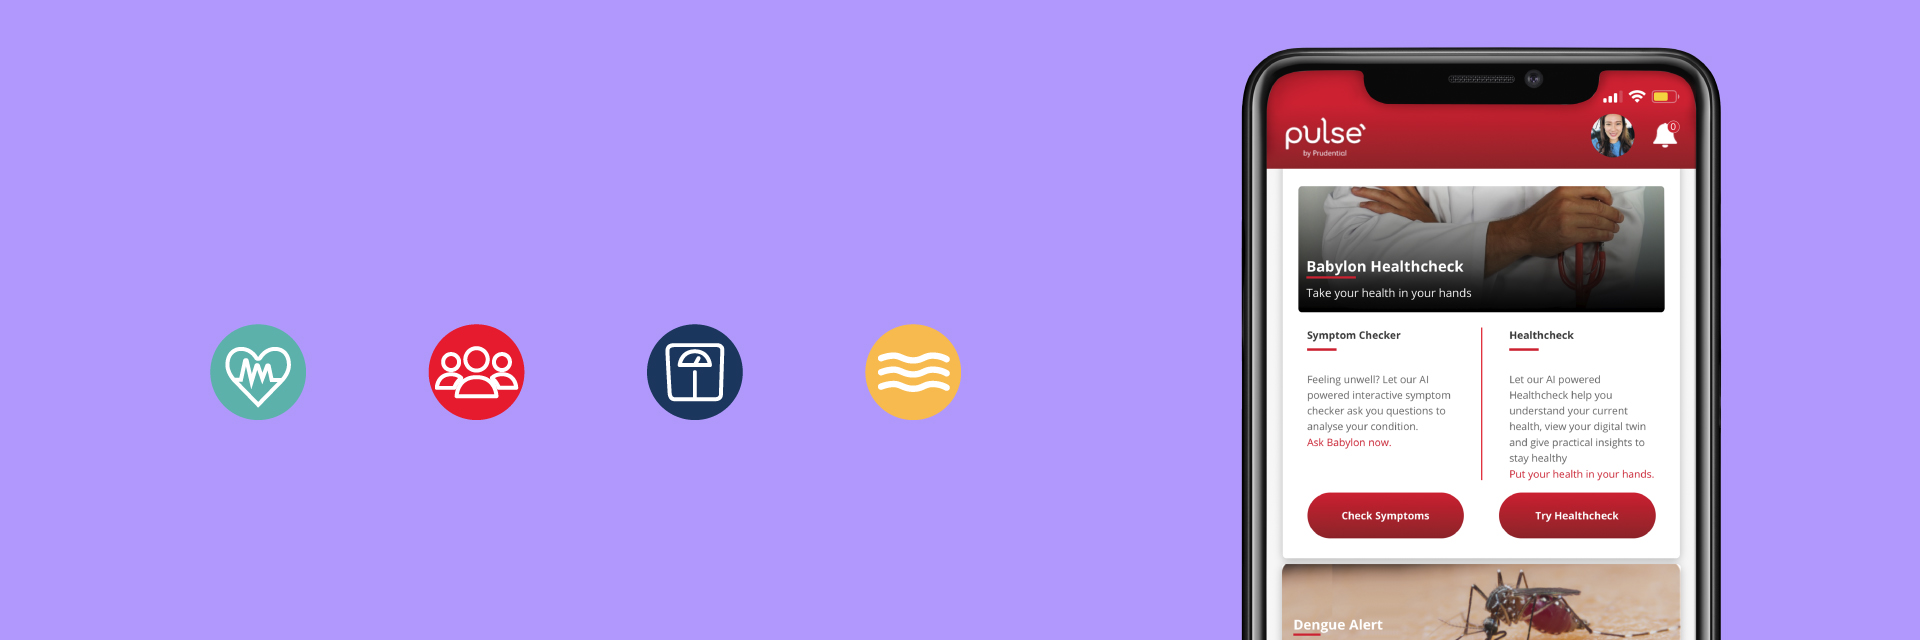 pulse
by Prudential
0
Babylon Healthcheck
Take your health in your hands
Symptom Checker
Feeling unwell? Let our AI
powered interactive symptom
checker ask you questions to
analyse your condition.
Ask Babylon now.
Check Symptoms
Healthcheck
Let our AI powered
Healthcheck help you
understand your current
health, view your digital twin
and give practical insights to
stay healthy
Put your health in your hands.
Try Healthcheck
Dengue Alert